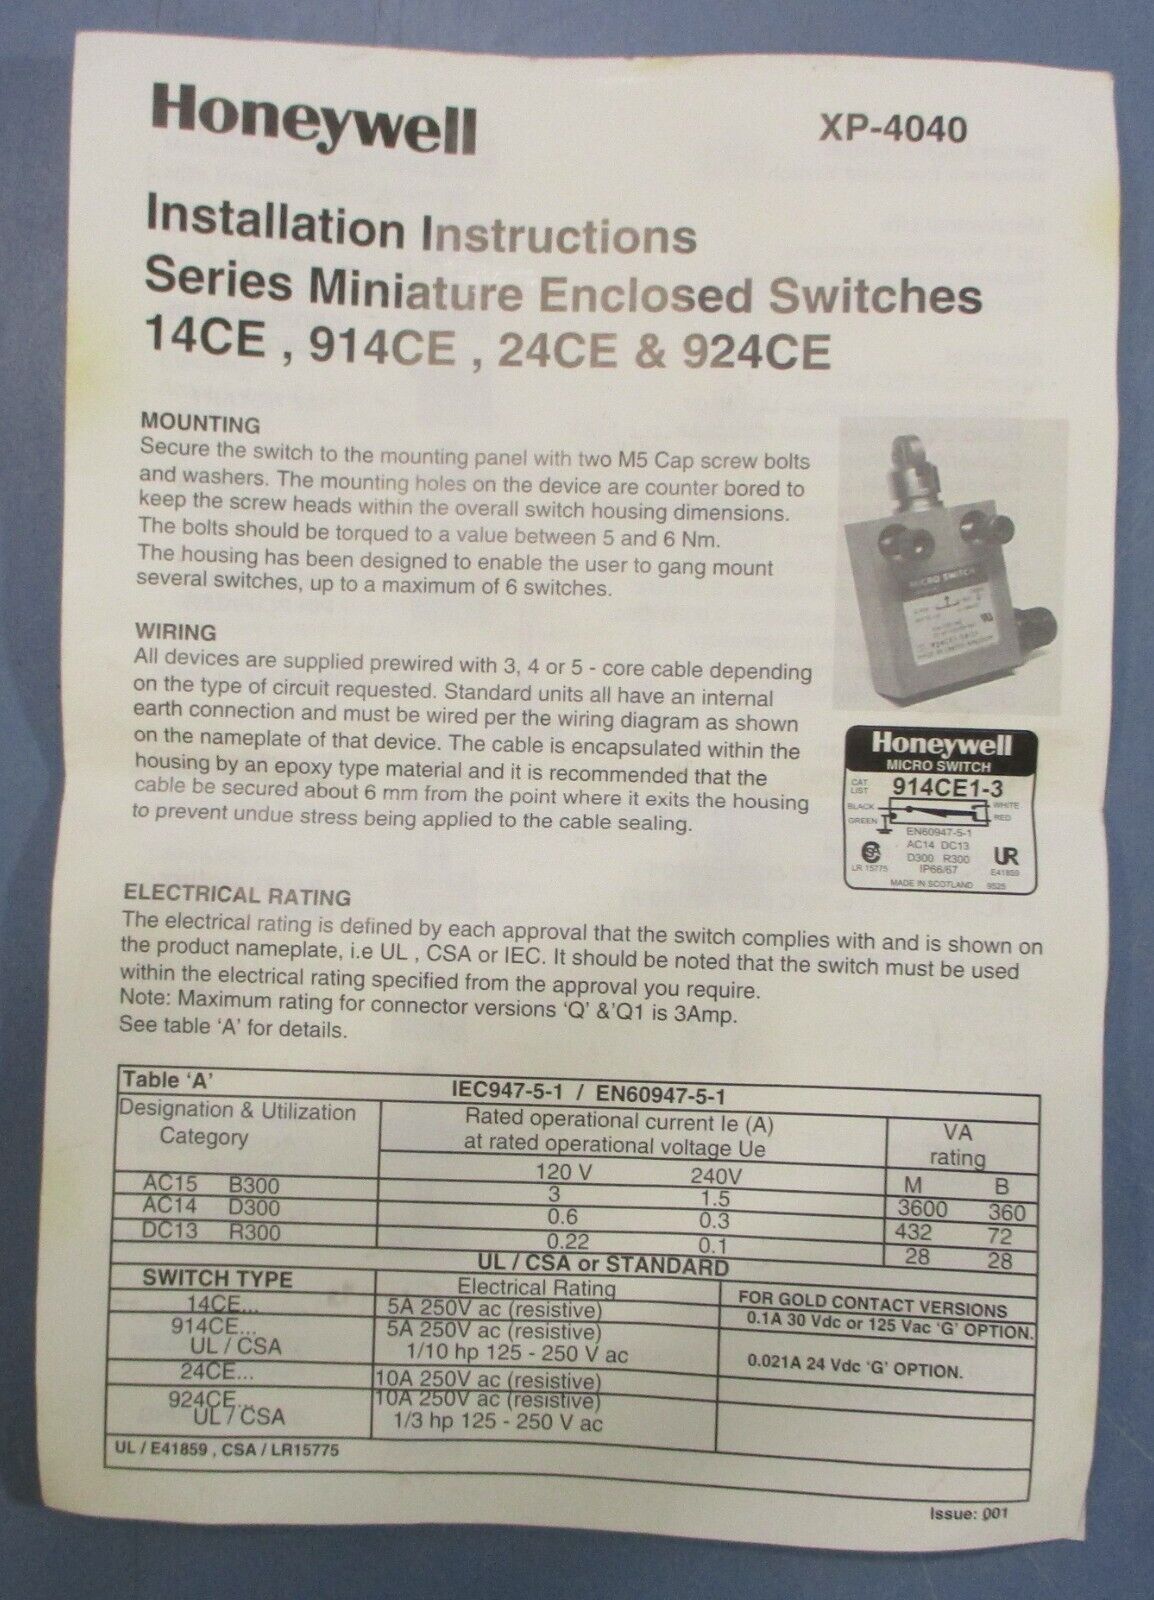 Honeywell
XP-4040
Installation Instructions
Series Miniature Enclosed Switches
14CE , 914CE , 24CE & 924CE
MOUNTING
Secure the switch to the mounting panel with two M5 Cap screw bolts
and washers. The mounting holes on the device are counter bored to
keep the screw heads within the overall switch housing dimensions.
The bolts should be torqued to a value between 5 and 6 Nm.
The housing has been designed to enable the user to gang mount
several switches, up to a maximum of 6 switches.
MICRO SWITCH
WIRING
All devices are supplied prewired with 3, 4 or 5 - core cable depending
on the type of circuit requested. Standard units all have an internal
earth connection and must be wired per the wiring diagram as shown
on the nameplate of that device. The cable is encapsulated within the
housing by an epoxy type material and it is recommended that the
cable be secured about 6 mm from the point where it exits the housing
to prevent undue stress being applied to the cable sealing.
Honeywell
MICRO SWITCH
CAT LIST 914CE1-3
BLACK WHITE
GREEN RED
EN60947-5-1
AC14 DC13
D300 R300
IP66/67
LR 15775 E41859
MADE IN SCOTLAND 9525
ELECTRICAL RATING
The electrical rating is defined by each approval that the switch complies with and is shown on
the product nameplate, i.e UL , CSA or IEC. It should be noted that the switch must be used
within the electrical rating specified from the approval you require.
Note: Maximum rating for connector versions 'Q' &'Q1 is 3Amp.
See table 'A' for details.
Table 'A' IEC947-5-1 / EN60947-5-1
Designation & Utilization Category
Rated operational current Ie (A)
at rated operational voltage Ue
VA rating
120 V 240V M B
AC15 B300 3 1.5 3600 360
AC14 D300 0.6 0.3 432 72
DC13 R300 0.22 0.1 28 28
UL / CSA or STANDARD
SWITCH TYPE Electrical Rating FOR GOLD CONTACT VERSIONS
14CE... 5A 250V ac (resistive) 0.1A 30 Vdc or 125 Vac 'G' OPTION.
914CE... 5A 250V ac (resistive)
UL / CSA 1/10 hp 125 - 250 V ac 0.021A 24 Vdc 'G' OPTION.
24CE... 10A 250V ac (resistive)
924CE... 10A 250V ac (resistive)
UL / CSA 1/3 hp 125 - 250 V ac
UL / E41859 , CSA / LR15775
Issue: 001